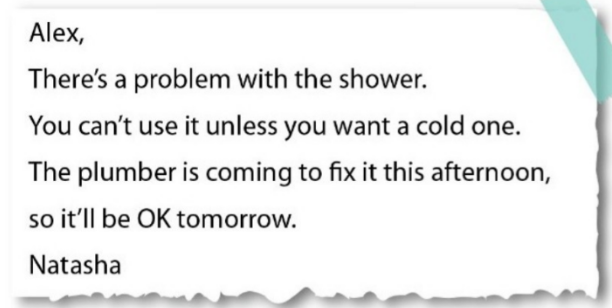 Alex,
There's a problem with the shower.
You can't use it unless you want a cold one.
The plumber is coming to fix it this afternoon,
so it'll be OK tomorrow.
Natasha